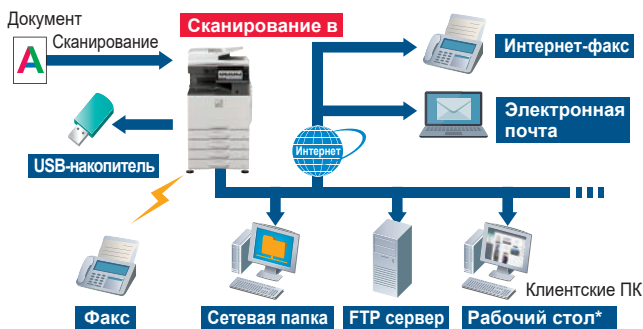 Документ
Сканирование
Сканирование в
A
Интернет-факс
Электронная
почта
USB-накопитель
Интернет
Клиентские ПК
Факс
Сетевая папка
FTP сервер
Рабочий стол*